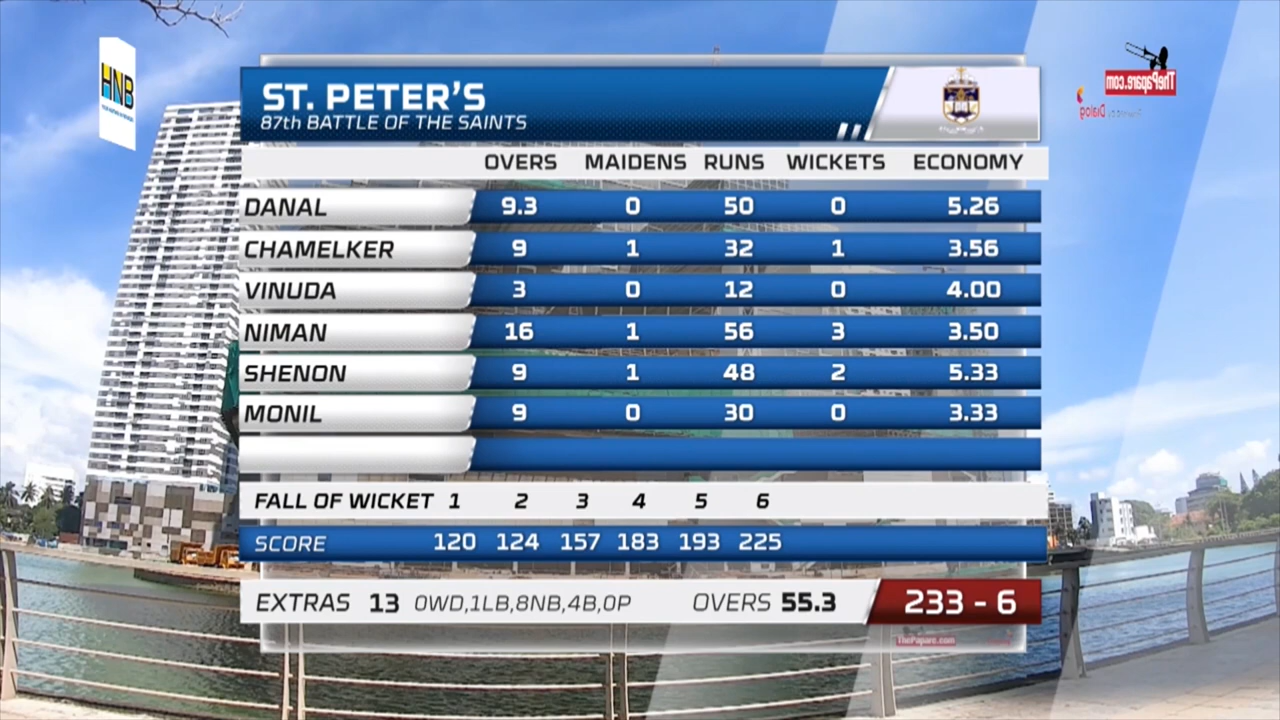 HNB
ThePapare.com
Dialog
ST. PETER'S
87th BATTLE OF THE SAINTS
OVERS MAIDENS RUNS WICKETS ECONOMY
DANAL 9.3 0 50 0 5.26
CHAMELKER 9 1 32 1 3.56
VINUDA 3 0 12 0 4.00
NIMAN 16 1 56 3 3.50
SHENON 9 1 48 2 5.33
MONIL 9 0 30 0 3.33
FALL OF WICKET 1 2 3 4 5 6
SCORE 120 124 157 183 193 225
EXTRAS 13 0WD,1LB,8NB,4B,0P OVERS 55.3 233 - 6
ThePapare.com